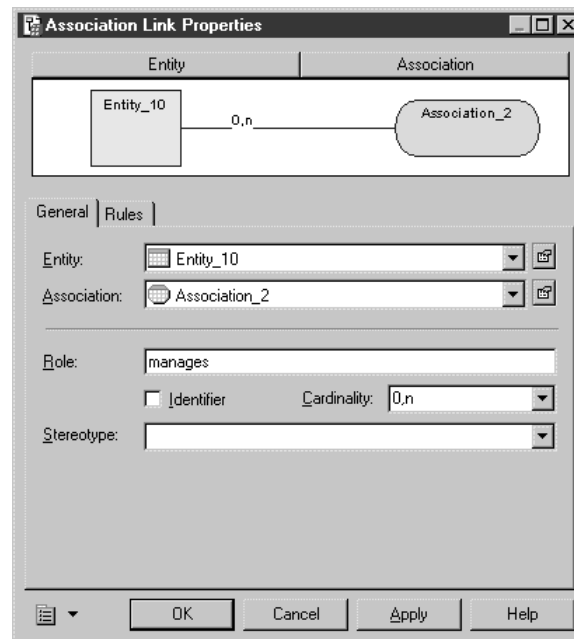 Association Link Properties
Entity Association
Entity_10
0,n
Association_2
General Rules
Entity: Entity_10
Association: Association_2
Role: manages
Identifier Cardinality: 0,n
Stereotype:
OK Cancel Apply Help